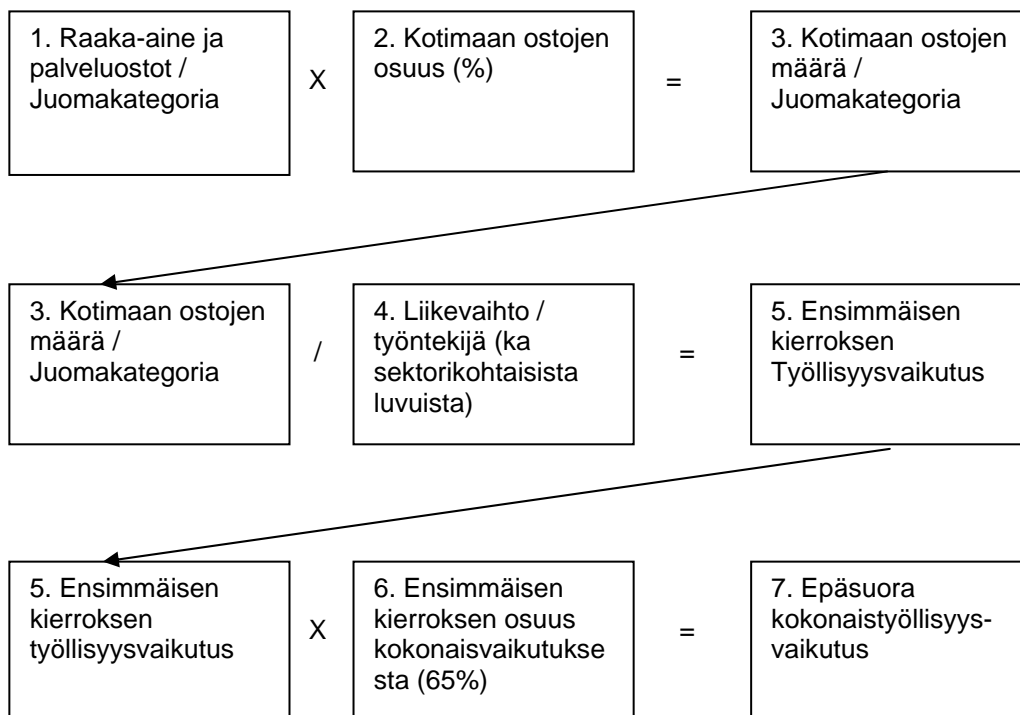 1. Raaka-aine ja
palveluostot /
Juomakategoria
X
2. Kotimaan ostojen
osuus (%)
=
3. Kotimaan ostojen
määrä /
Juomakategoria
3. Kotimaan ostojen
määrä /
Juomakategoria
/
4. Liikevaihto /
työntekijä (ka
sektorikohtaisista
luvuista)
=
5. Ensimmäisen
kierroksen
Työllisyysvaikutus
5. Ensimmäisen
kierroksen
työllisyysvaikutus
X
6. Ensimmäisen
kierroksen osuus
kokonaisvaikutukse
sta (65%)
=
7. Epäsuora
kokonaistyöllisyys-
vaikutus